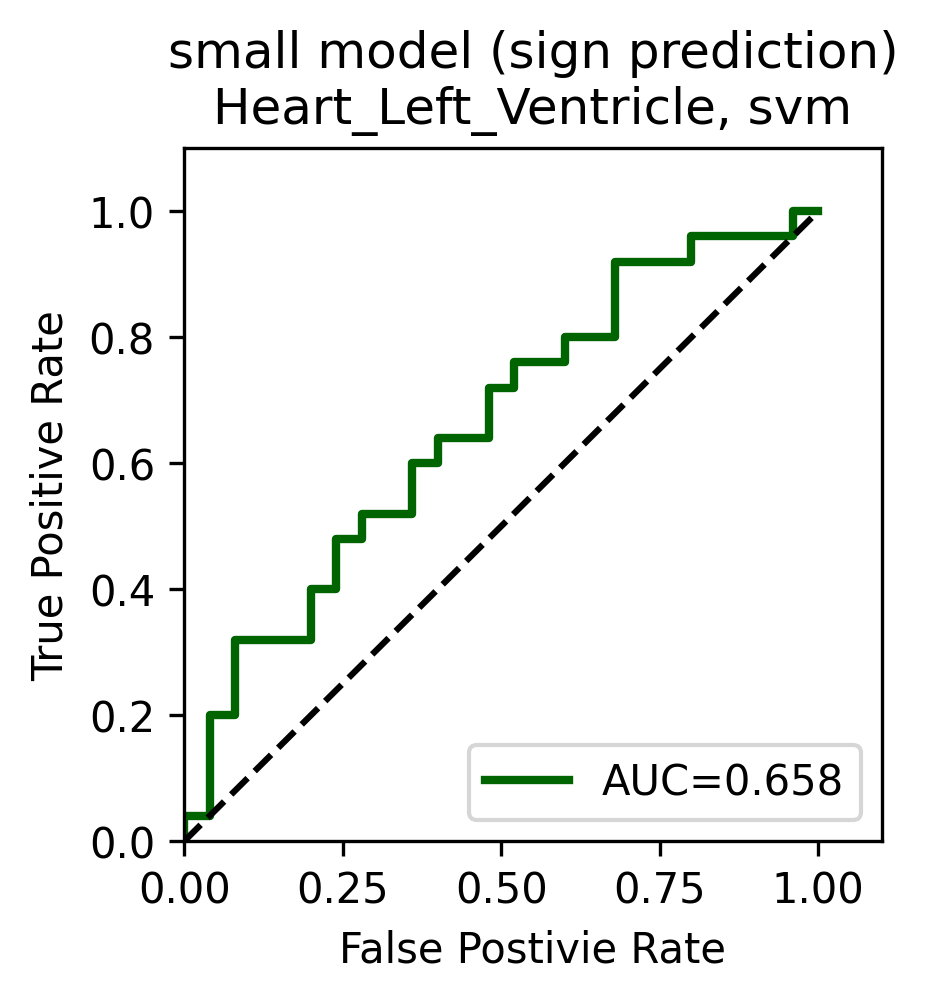 small model (sign prediction)
Heart_Left_Ventricle, svm
1.0
0.8
0.6
0.4
0.2
0.0
True Positive Rate
AUC=0.658
0.00 0.25 0.50 0.75 1.00
False Postivie Rate